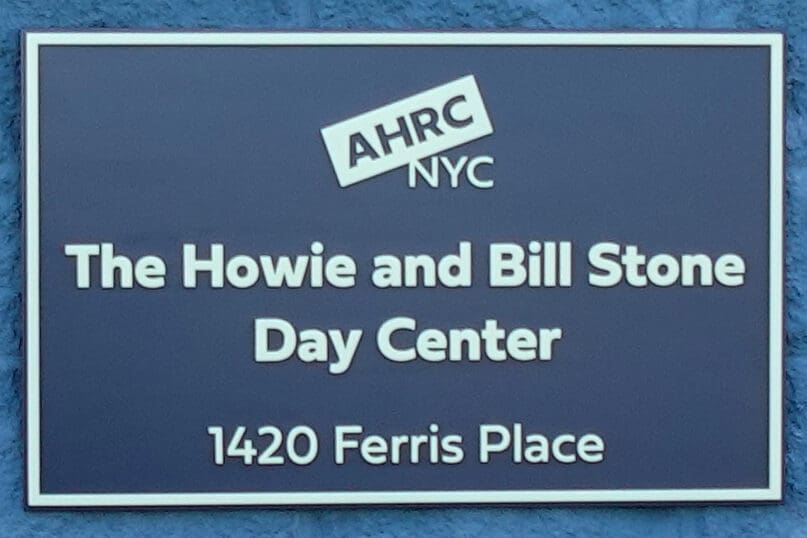 AHRC
NYC
The Howie and Bill Stone
Day Center
1420 Ferris Place